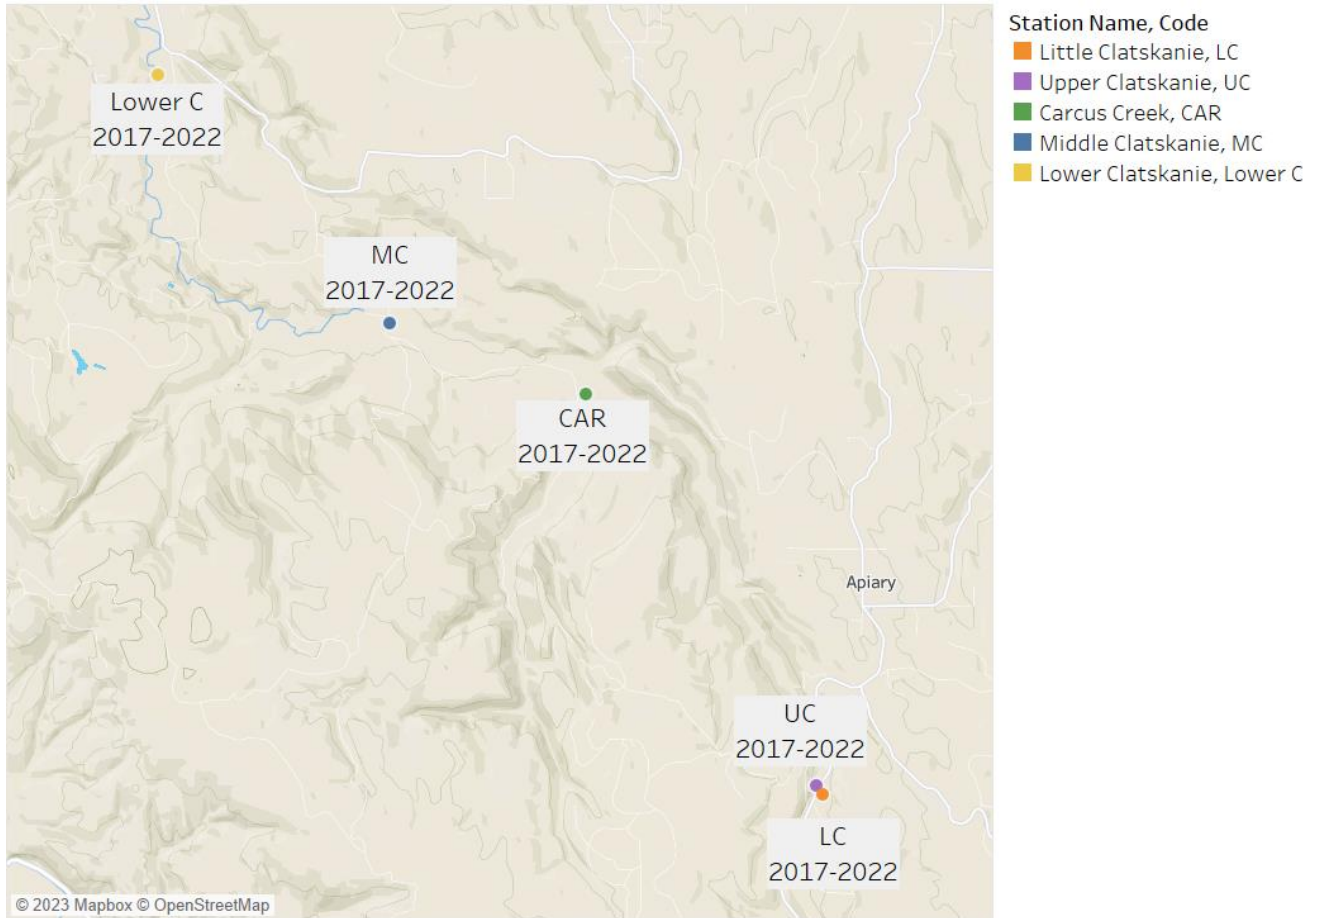 Lower C
2017-2022
MC
2017-2022
CAR
2017-2022
Apiary
UC
2017-2022
LC
2017-2022
© 2023 Mapbox © OpenStreetMap
Station Name, Code
Little Clatskanie, LC
Upper Clatskanie, UC
Carcus Creek, CAR
Middle Clatskanie, MC
Lower Clatskanie, Lower C